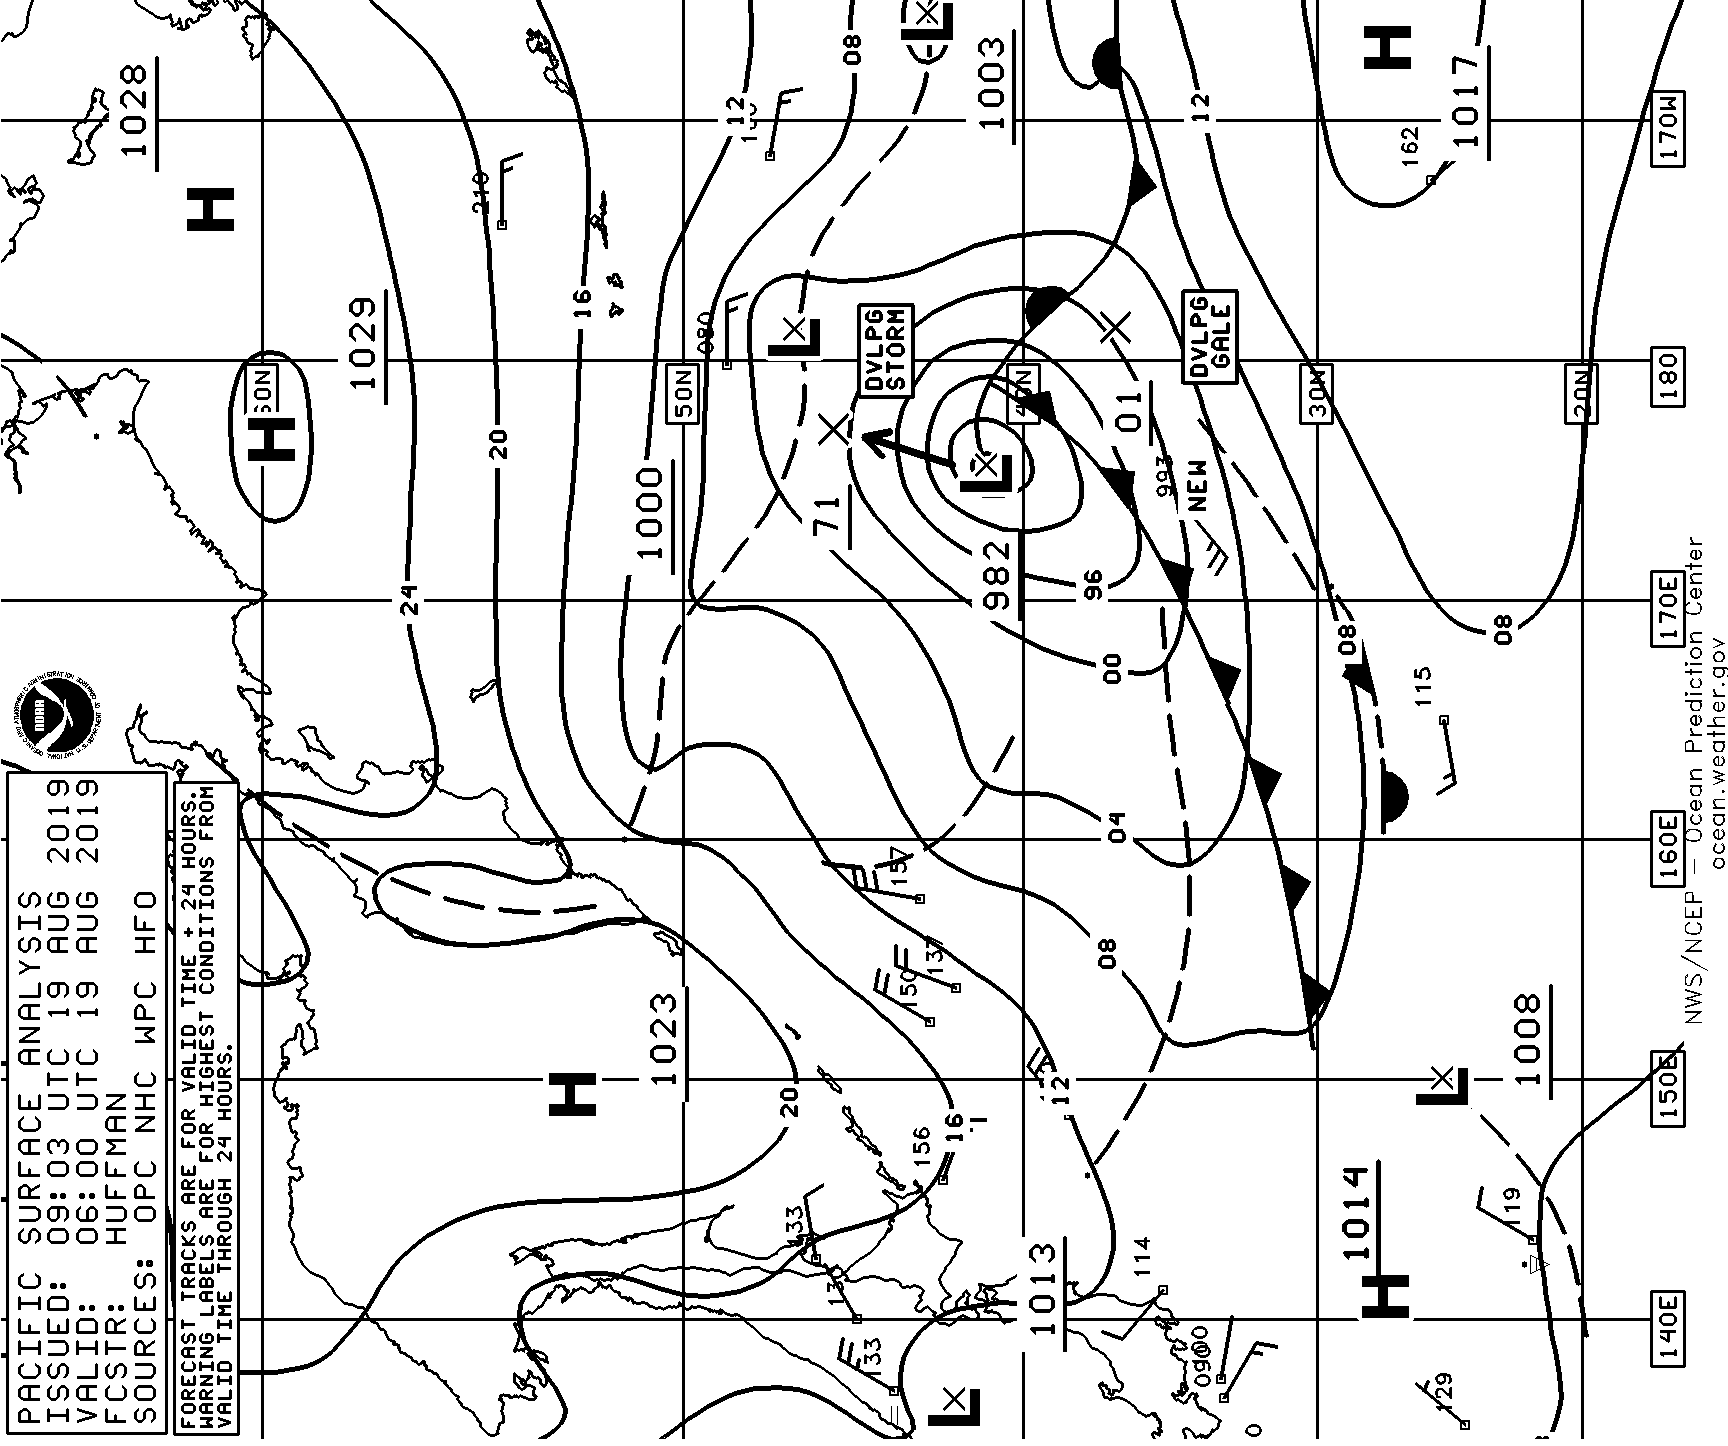 PACIFIC SURFACE ANALYSIS
ISSUED: 09:03 UTC 19 AUG 2019
VALID: 06:00 UTC 19 AUG 2019
FCSTR: HUFFMAN
SOURCES: OPC NHC WPC HFO
FORECAST TRACKS ARE FOR VALID TIME + 24 HOURS.
WARNING LABELS ARE FOR HIGHEST CONDITIONS FROM
VALID TIME THROUGH 24 HOURS.
H
1028
H
1029
H
H
1023
L
1000
L
982
DVLPG
STORM
71
DVLPG
GALE
01
NEW
993
L
1003
H
1017
L
1013
H
1014
L
1008
24
20
16
12
08
12
20
16
12
08
04
00
96
08
08
210
080
162
115
157
150
156
133
133
114
119
129
50N
30N
20N
170W
180
170E
160E
150E
140E
NWS/NCEP – Ocean Prediction Center
ocean.weather.gov